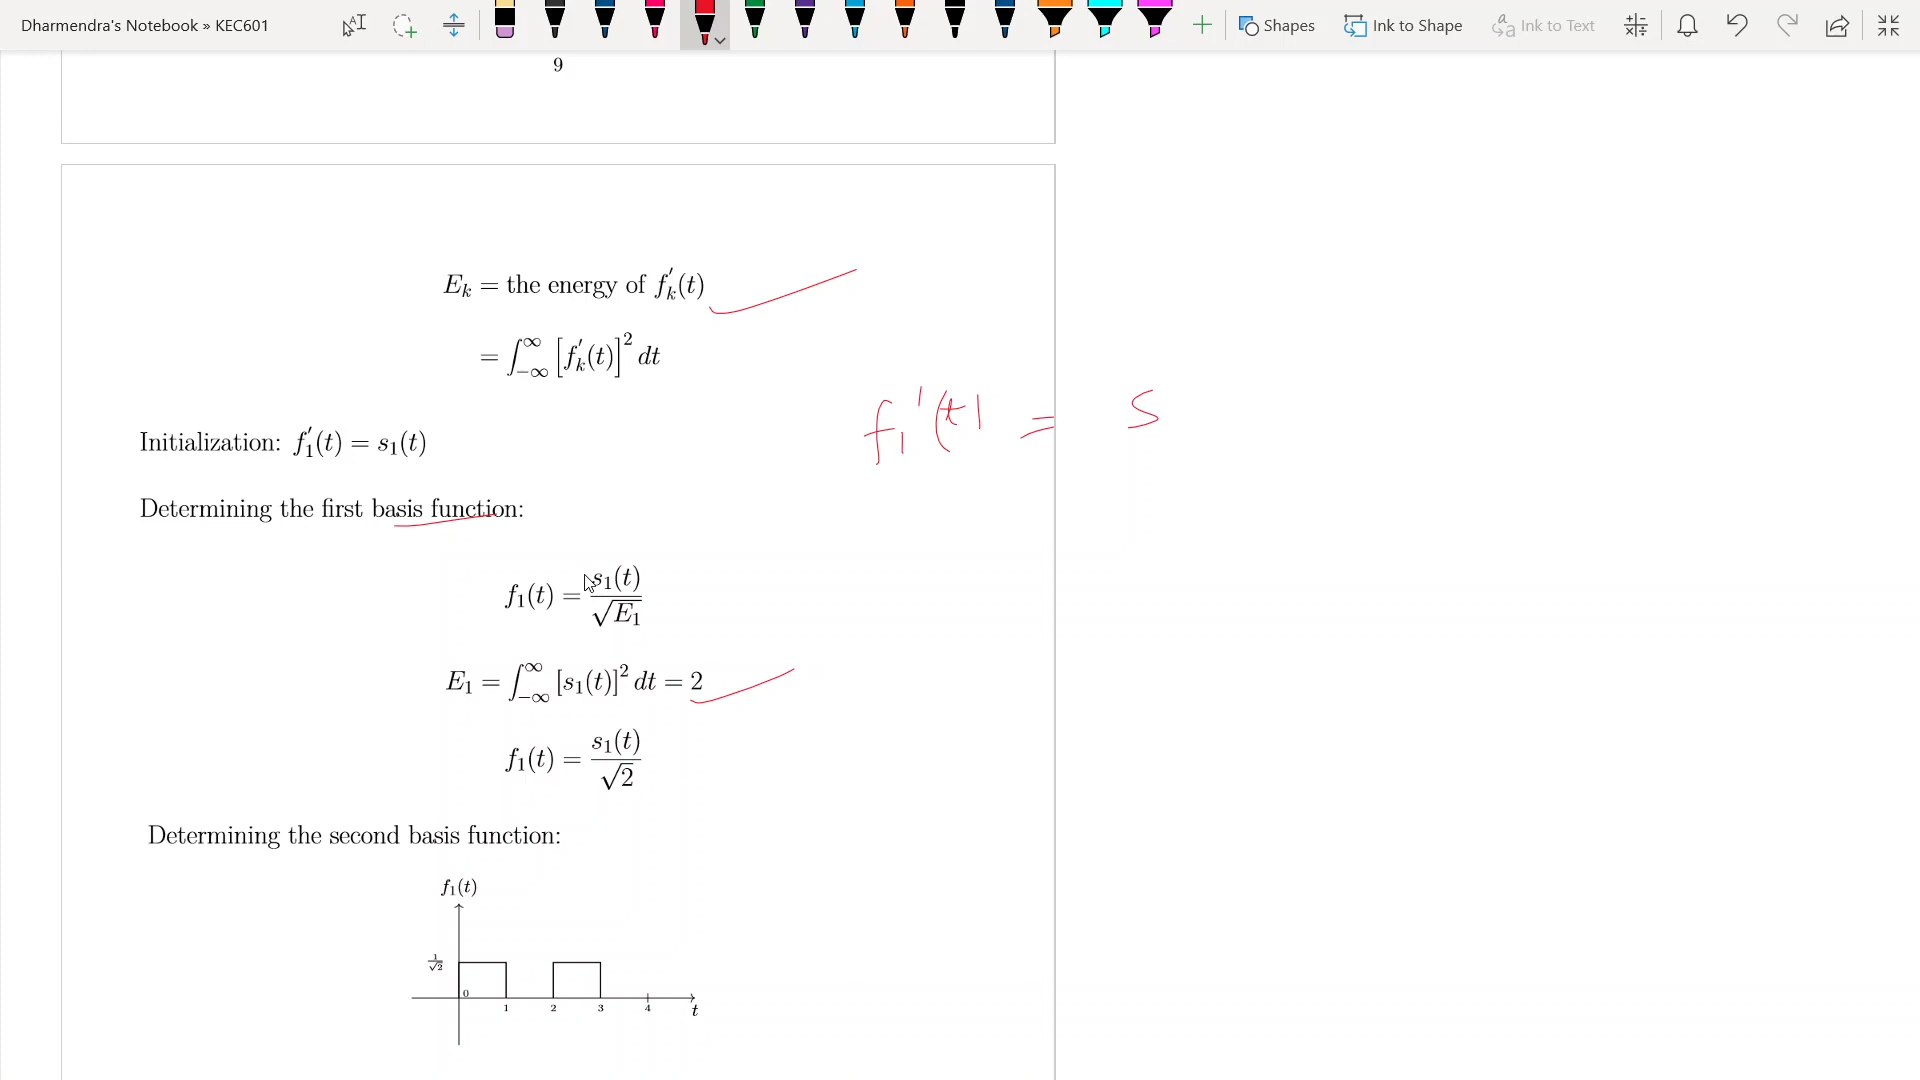 Dharmendra's Notebook » KEC601
Shapes
Ink to Shape
Ink to Text
9
E_k = the energy of f'_k(t)
= ∫_{-∞}^{∞} [f'_k(t)]^2 dt
f_1'(t) = s
Initialization: f'_1(t) = s_1(t)
Determining the first basis function:
f_1(t) = s_1(t)/√E_1
E_1 = ∫_{-∞}^{∞} [s_1(t)]^2 dt = 2
f_1(t) = s_1(t)/√2
Determining the second basis function:
f_1(t)
1/√2
0
1 2 3 4 t